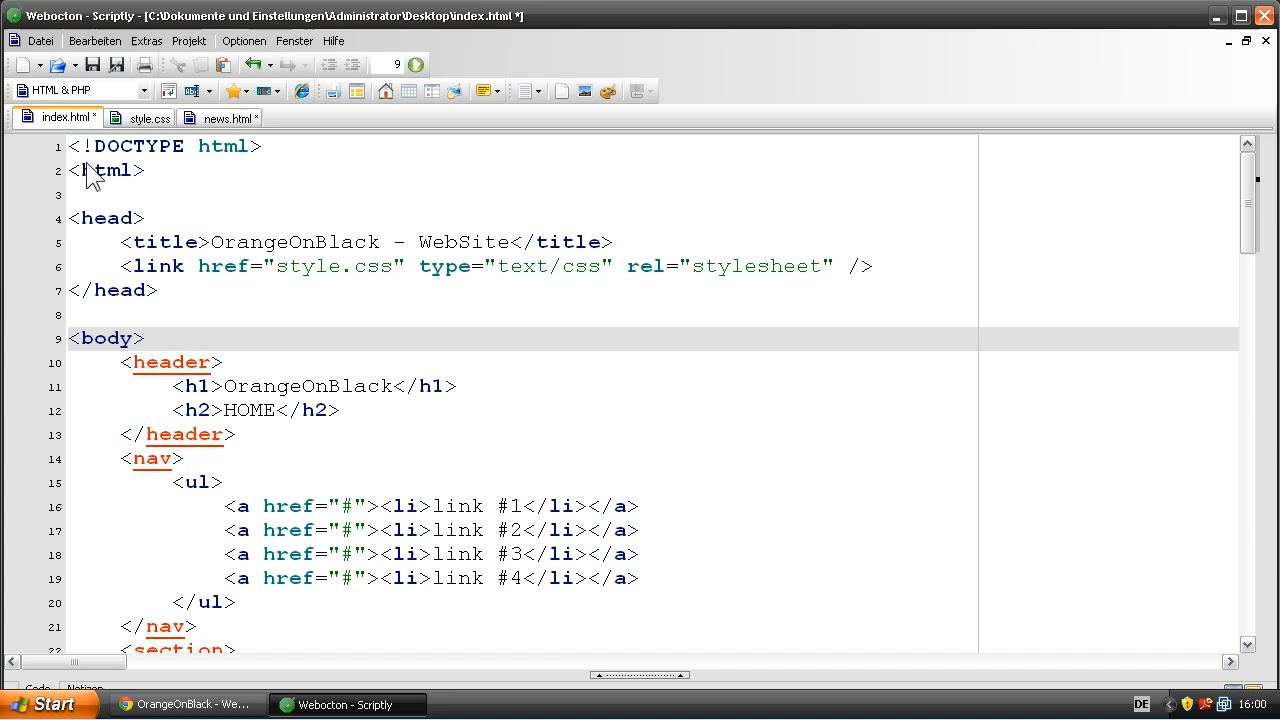 Webocton - Scriptly - [C:\Dokumente und Einstellungen\Administrator\Desktop\index.html *]
Datei Bearbeiten Extras Projekt Optionen Fenster Hilfe
9
HTML & PHP
index.html * style.css news.html *
1 <!DOCTYPE html>
2 <html>
3
4 <head>
5 <title>OrangeOnBlack - WebSite</title>
6 <link href="style.css" type="text/css" rel="stylesheet" />
7 </head>
8
9 <body>
10 <header>
11 <h1>OrangeOnBlack</h1>
12 <h2>HOME</h2>
13 </header>
14 <nav>
15 <ul>
16 <a href="#"><li>link #1</li></a>
17 <a href="#"><li>link #2</li></a>
18 <a href="#"><li>link #3</li></a>
19 <a href="#"><li>link #4</li></a>
20 </ul>
21 </nav>
22 <section>
Code Notizen
Start OrangeOnBlack - We... Webocton - Scriptly DE 16:00